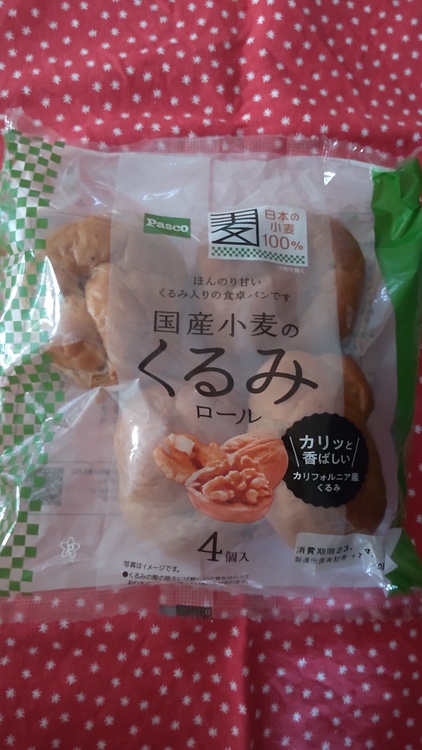 Pasco
麦
日本の
小麦
100%
ほんのり甘い
くるみ入りの食卓パンです
国産小麦の
くるみ
ロール
カリッと
香ばしい
カリフォルニア産
くるみ
4個入
消費期限23.
写真はイメージです。